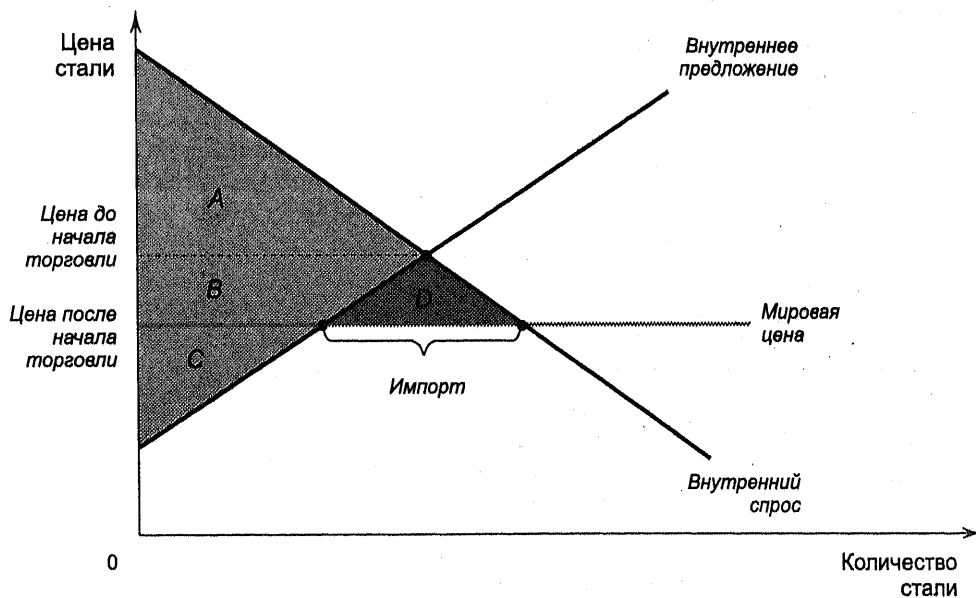 Цена
стали
Внутреннее
предложение
A
Цена до
начала
торговли
B
D
Цена после
начала
торговли
Мировая
цена
C
Импорт
Внутренний
спрос
0
Количество
стали